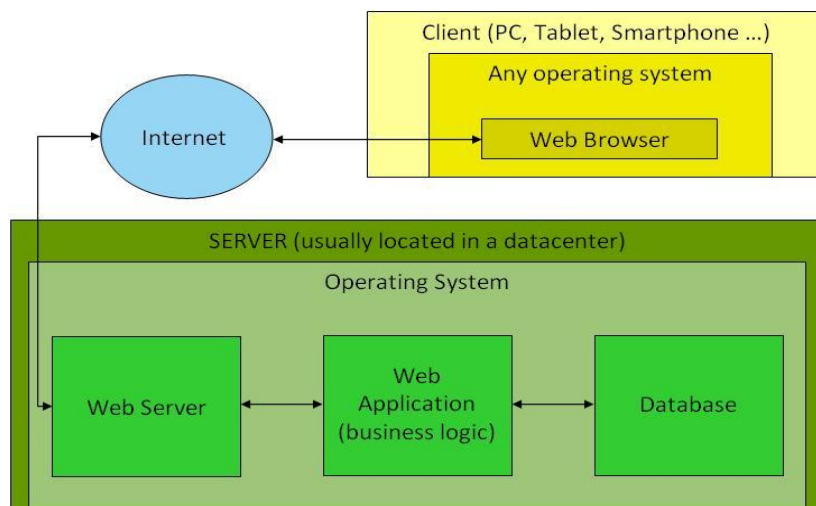 Client (PC, Tablet, Smartphone ...)
Any operating system
Web Browser
Internet
SERVER (usually located in a datacenter)
Operating System
Web Server
Web
Application
(business logic)
Database